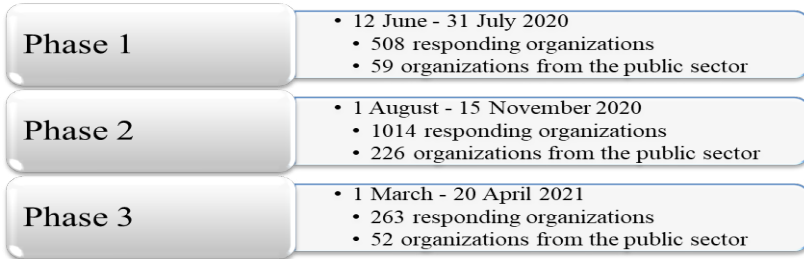 Phase 1
• 12 June - 31 July 2020
• 508 responding organizations
• 59 organizations from the public sector
Phase 2
• 1 August - 15 November 2020
• 1014 responding organizations
• 226 organizations from the public sector
Phase 3
• 1 March - 20 April 2021
• 263 responding organizations
• 52 organizations from the public sector